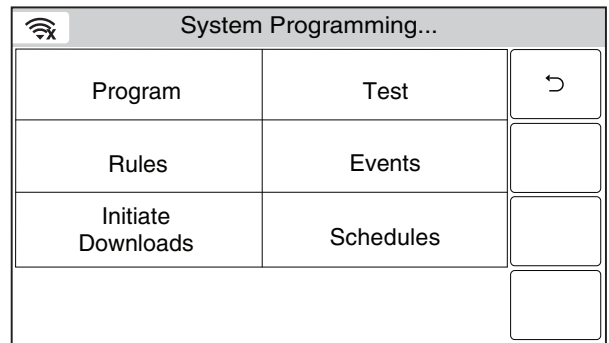 System Programming...
Program
Test
Rules
Events
Initiate
Downloads
Schedules